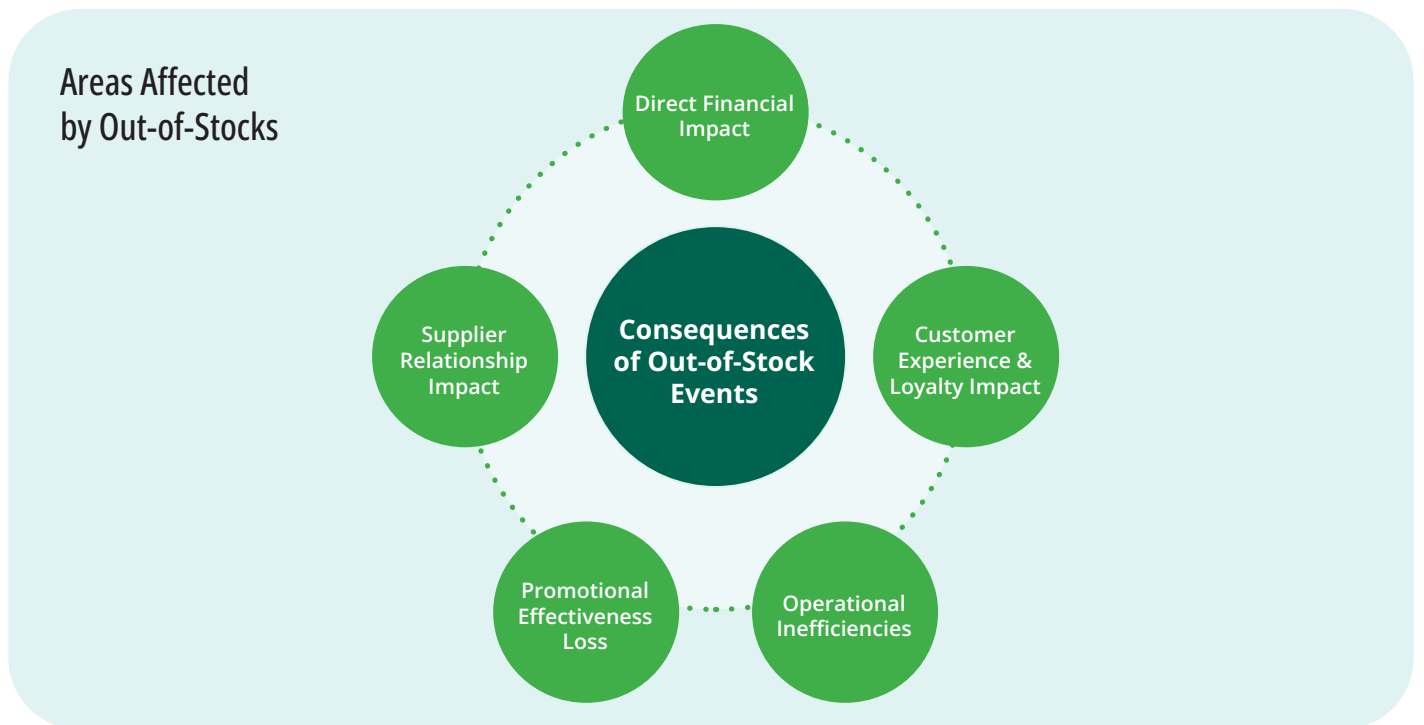 Areas Affected
by Out-of-Stocks
Direct Financial
Impact
Consequences
of Out-of-Stock
Events
Customer
Experience &
Loyalty Impact
Operational
Inefficiencies
Promotional
Effectiveness
Loss
Supplier
Relationship
Impact